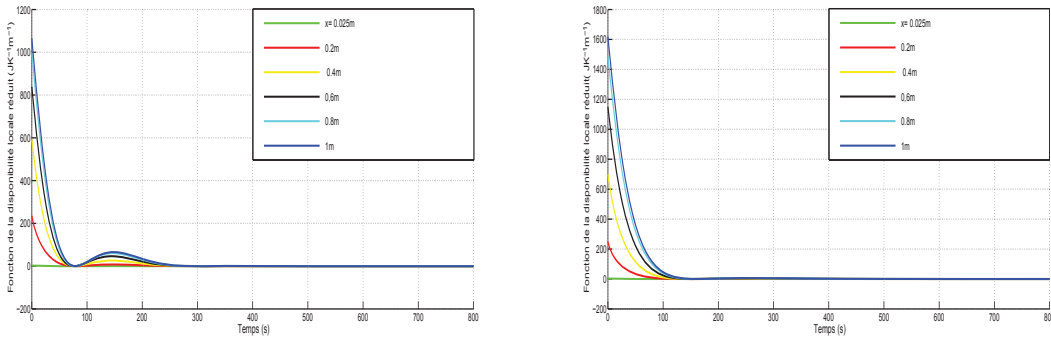 1200
1000
800
600
400
200
0
−200
0 100 200 300 400 500 600 700 800
Temps (s)
Fonction de la disponibilité locale réduit ( JK⁻¹m⁻¹)
x= 0.025m
0.2m
0.4m
0,6m
0.8m
1m
1800
1600
1400
1200
1000
800
600
400
200
0
−200
0 100 200 300 400 500 600 700 800
Temps (s)
Fonction de la disponibilité locale réduit( JK⁻¹m⁻¹)
x= 0.025m
0.2m
0.4m
0,6m
0.8m
1m